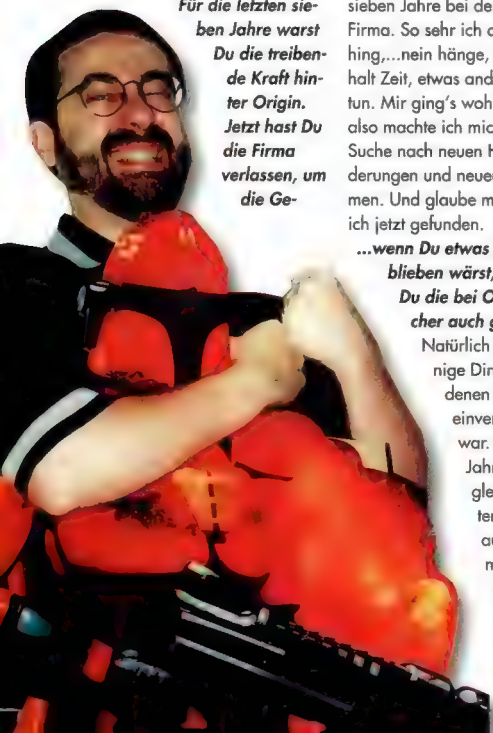 Für die letzten sie-
ben Jahre warst
Du die treiben-
de Kraft hin-
ter Origin.
Jetzt hast Du
die Firma
verlassen, um
die Ge-
sieben Jahre bei de
Firma. So sehr ich
hing,...nein hänge,
halt Zeit, etwas and
tun. Mir ging's woh
also machte ich mic
Suche nach neuen H
derungen und neue
men. Und glaube m
ich jetzt gefunden.
...wenn Du etwas
blieben wärst,
Du die bei O
cher auch g
Natürlich
nige Din
denen
einver
war.
Jahr
gle
ter
au